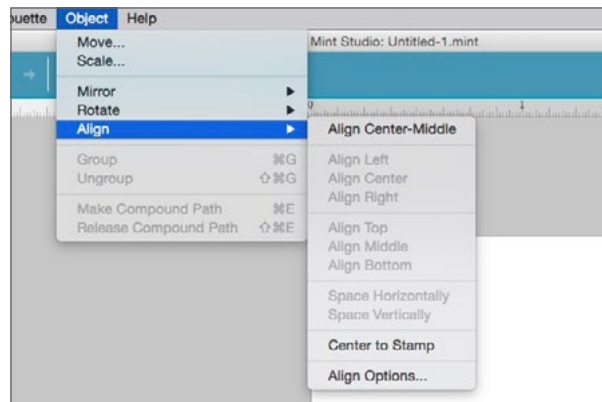 ouette Object Help
Mint Studio: Untitled-1.mint
Move...
Scale...
Mirror
Rotate
Align
Group ⌘G
Ungroup ⇧⌘G
Make Compound Path ⌘E
Release Compound Path ⇧⌘E
0 1
Align Center-Middle
Align Left
Align Center
Align Right
Align Top
Align Middle
Align Bottom
Space Horizontally
Space Vertically
Center to Stamp
Align Options...